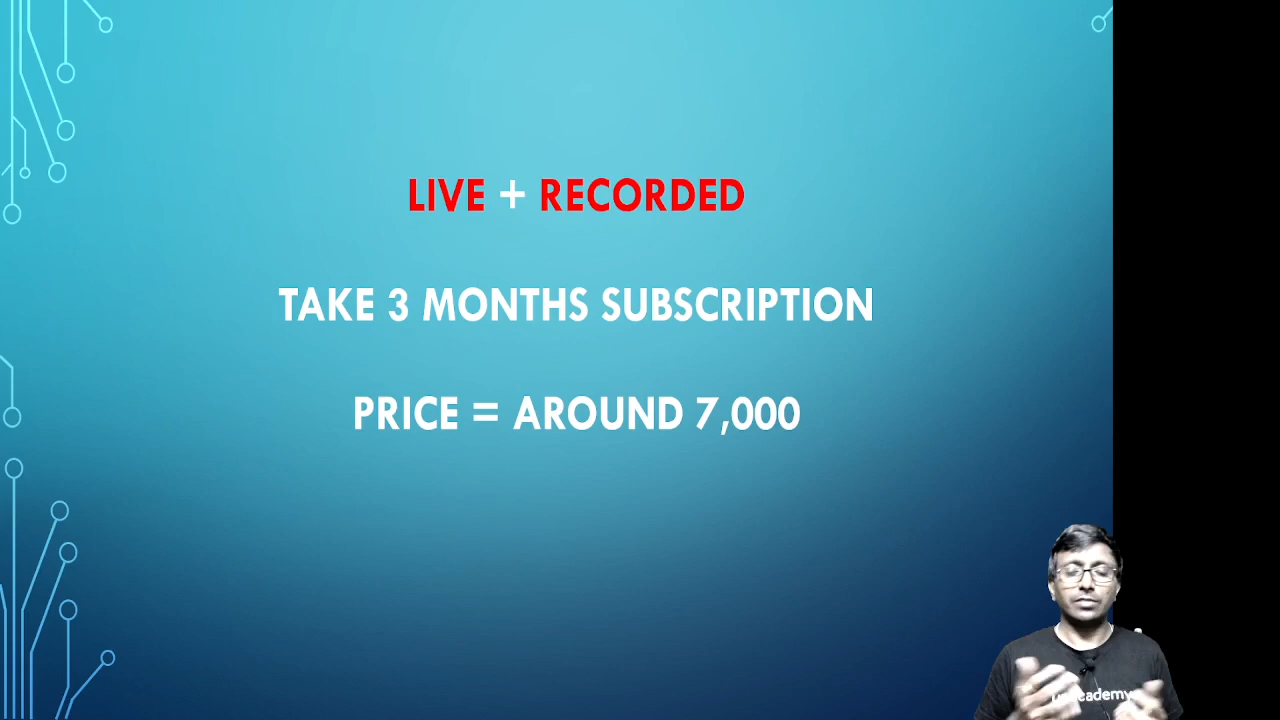 LIVE + RECORDED
TAKE 3 MONTHS SUBSCRIPTION
PRICE = AROUND 7,000